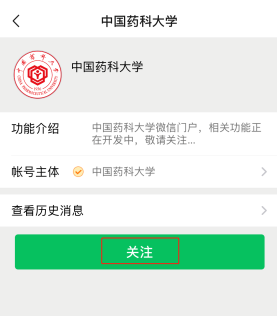 中国药科大学
中国药科大学
功能介绍 中国药科大学微信门户，相关功能正
在开发中，敬请关注...
帐号主体 中国药科大学
查看历史消息
关注